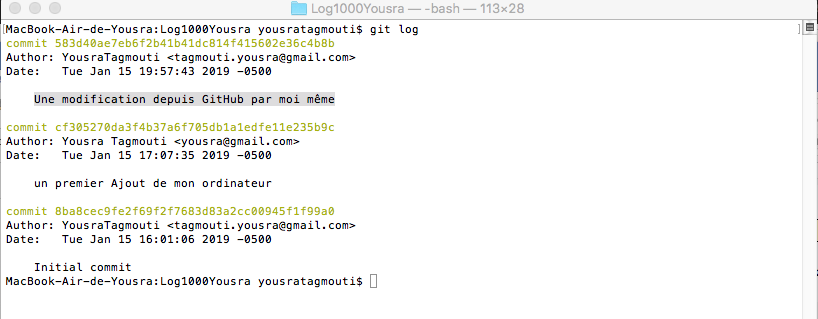 Log1000Yousra — -bash — 113×28
[MacBook-Air-de-Yousra:Log1000Yousra yousratagmouti$ git log ]
commit 583d40ae7eb6f2b41b41dc814f415602e36c4b8b
Author: YousraTagmouti <tagmouti.yousra@gmail.com>
Date:   Tue Jan 15 19:57:43 2019 -0500
    Une modification depuis GitHub par moi même
commit cf305270da3f4b37a6f705db1a1edfe11e235b9c
Author: Yousra Tagmouti <yousra@gmail.com>
Date:   Tue Jan 15 17:07:35 2019 -0500
    un premier Ajout de mon ordinateur
commit 8ba8cec9fe2f69f2f7683d83a2cc00945f1f99a0
Author: YousraTagmouti <tagmouti.yousra@gmail.com>
Date:   Tue Jan 15 16:01:06 2019 -0500
    Initial commit
MacBook-Air-de-Yousra:Log1000Yousra yousratagmouti$